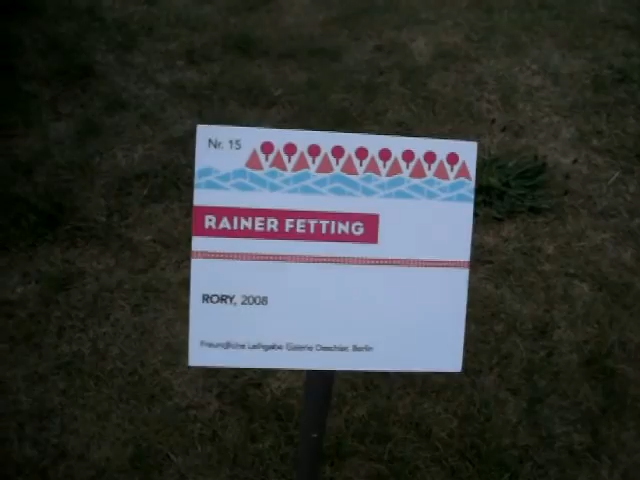 Nr. 15
RAINER FETTING
RORY, 2008
Freundliche Leihgabe Galerie Deschler, Berlin